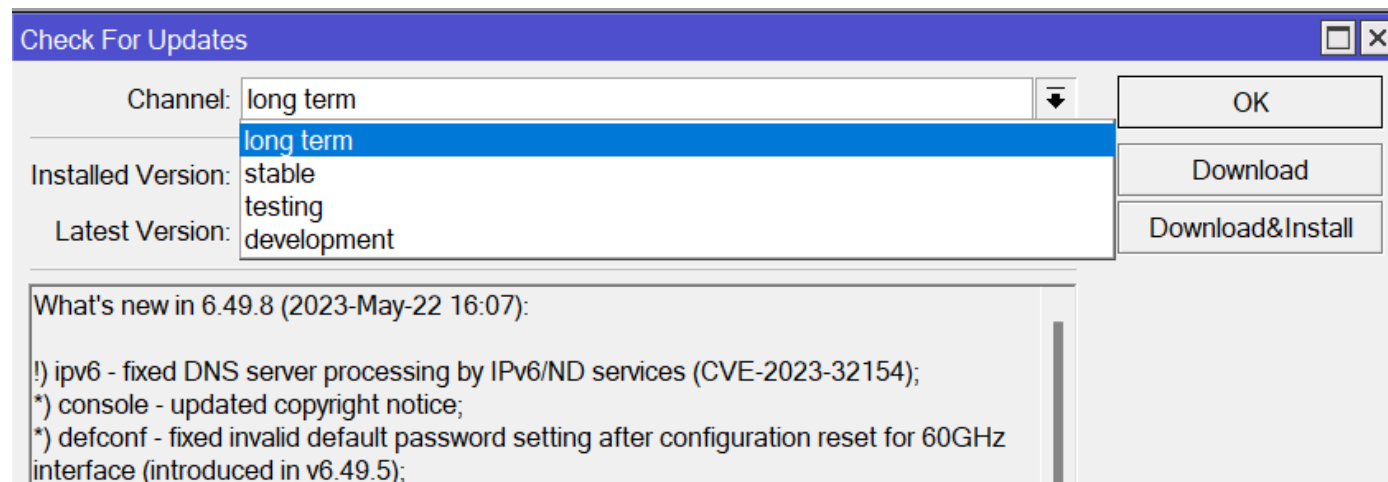 Check For Updates
Channel: long term
OK
long term
Installed Version: stable
Download
testing
Latest Version: development
Download&Install
What's new in 6.49.8 (2023-May-22 16:07):
!) ipv6 - fixed DNS server processing by IPv6/ND services (CVE-2023-32154);
*) console - updated copyright notice;
*) defconf - fixed invalid default password setting after configuration reset for 60GHz
interface (introduced in v6.49.5);